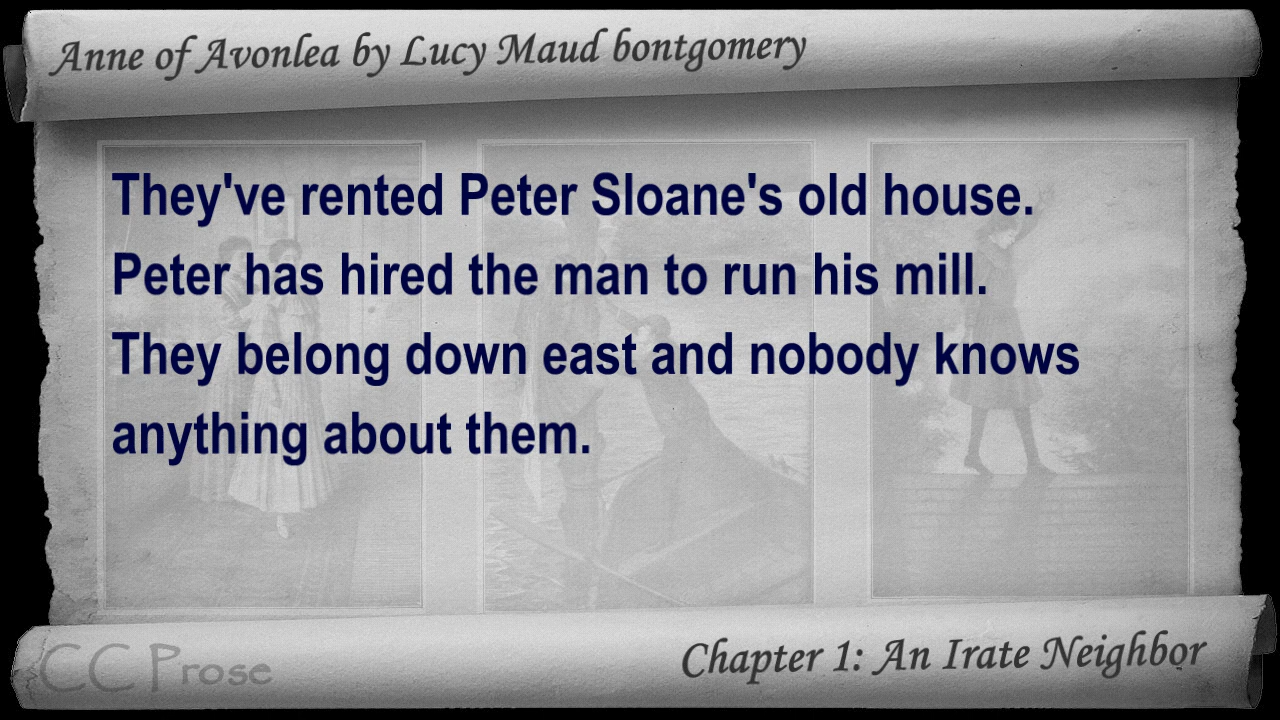 Anne of Avonlea by Lucy Maud bontgomery
They've rented Peter Sloane's old house.
Peter has hired the man to run his mill.
They belong down east and nobody knows
anything about them.
CC Prose
Chapter 1: An Irate Neighbor